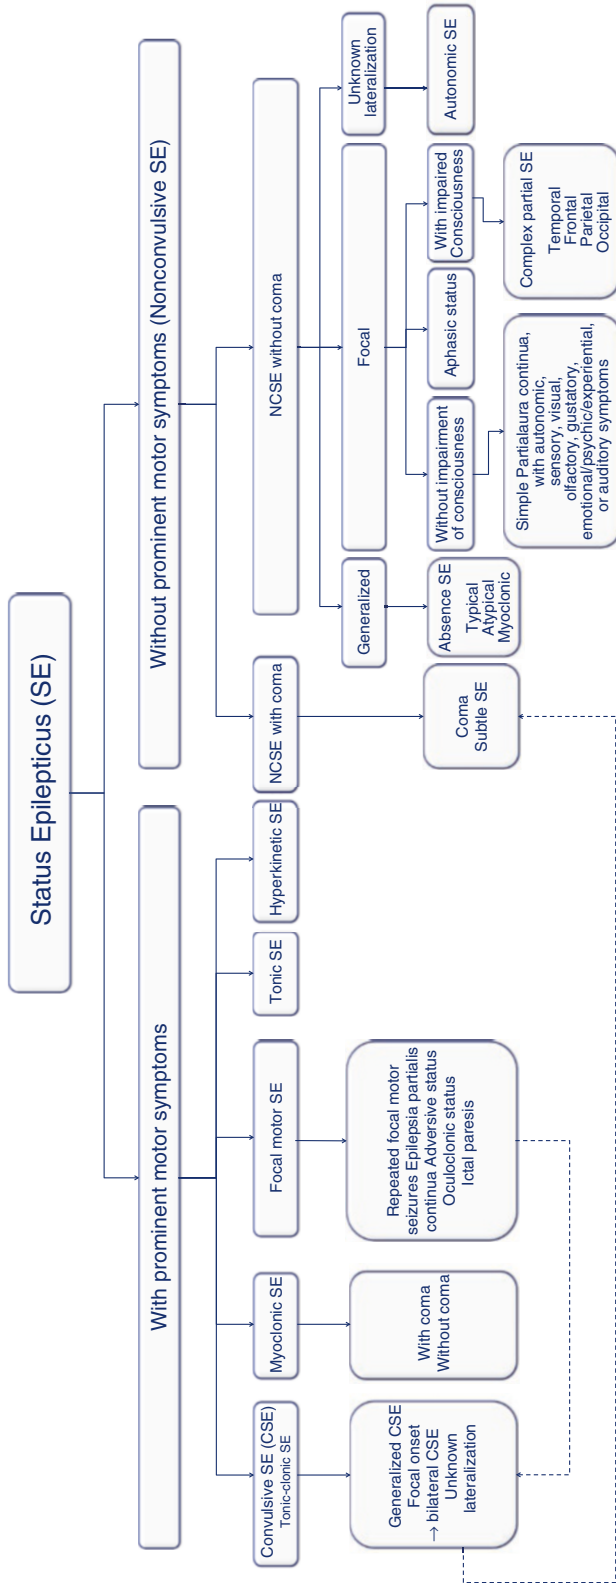 Status Epilepticus (SE)
With prominent motor symptoms
Without prominent motor symptoms (Nonconvulsive SE)
Convulsive SE (CSE)
Tonic-clonic SE
Myoclonic SE
Focal motor SE
Tonic SE
Hyperkinetic SE
NCSE with coma
NCSE without coma
Generalized CSE
Focal onset
→ bilateral CSE
Unknown
lateralization
With coma
Without coma
Repeated focal motor
seizures Epilepsia partialis
continua Adversive status
Oculoclonic status
Ictal paresis
Coma
Subtle SE
Generalized
Focal
Unknown
lateralization
Absence SE
Typical
Atypical
Myoclonic
Without impairment
of consciousness
Aphasic status
With impaired
Consciousness
Autonomic SE
Simple Partialaura continua,
with autonomic,
sensory, visual,
olfactory, gustatory,
emotional/psychic/experiential,
or auditory symptoms
Complex partial SE
Temporal
Frontal
Parietal
Occipital